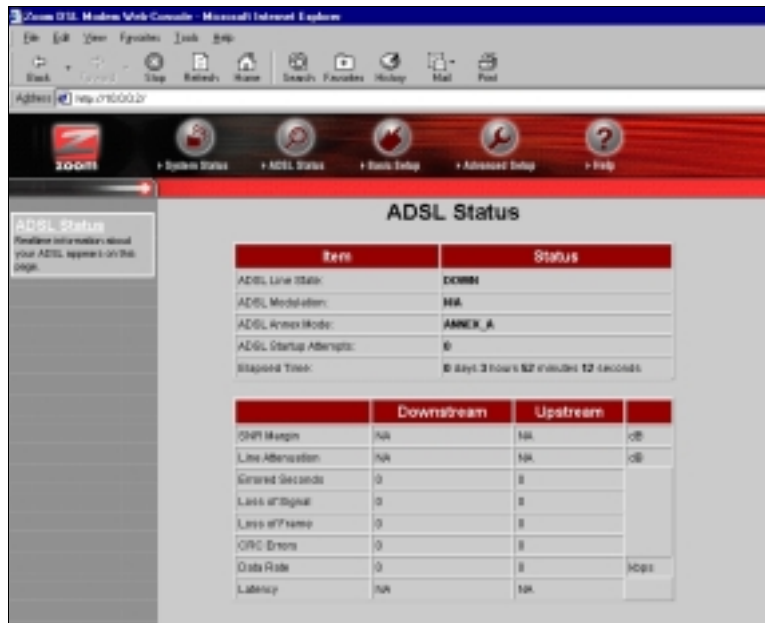 Zoom DSL Modem Web Console - Microsoft Internet Explorer
File Edit View Favorites Tools Help
Back Forward Stop Refresh Home Search Favorites History Mail Print
Address http://10.0.0.2/
zoom System Status ADSL Status Basic Setup Advanced Setup Help
ADSL Status
Realtime information about
your ADSL appears on this
page.
ADSL Status
Item Status
ADSL Line State: DOWN
ADSL Modulation: N/A
ADSL Annex Mode: ANNEX_A
ADSL Startup Attempts: 0
Elapsed Time: 0 days 3 hours 52 minutes 12 seconds
Downstream Upstream
SNR Margin NA NA dB
Line Attenuation NA NA dB
Errored Seconds 0 0
Loss of Signal 0 0
Loss of Frame 0 0
CRC Errors 0 0
Data Rate 0 0 kbps
Latency NA NA